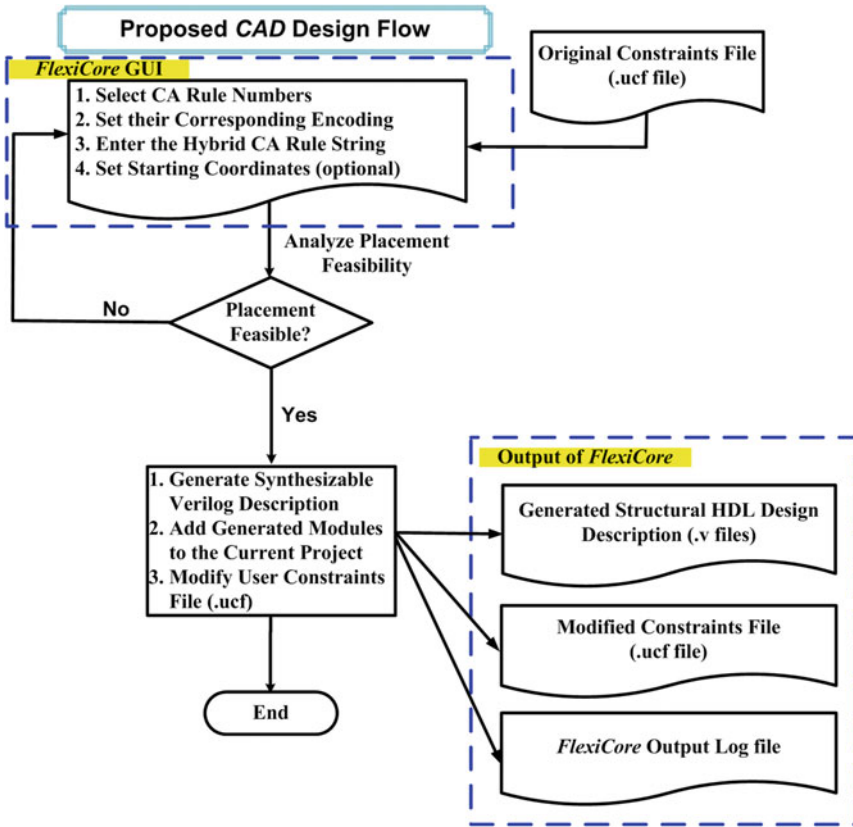 Proposed CAD Design Flow
Original Constraints File
(.ucf file)
FlexiCore GUI
1. Select CA Rule Numbers
2. Set their Corresponding Encoding
3. Enter the Hybrid CA Rule String
4. Set Starting Coordinates (optional)
Analyze Placement
Feasibility
No
Placement
Feasible?
Yes
1. Generate Synthesizable
Verilog Description
2. Add Generated Modules
to the Current Project
3. Modify User Constraints
File (.ucf)
End
Output of FlexiCore
Generated Structural HDL Design
Description (.v files)
Modified Constraints File
(.ucf file)
FlexiCore Output Log file